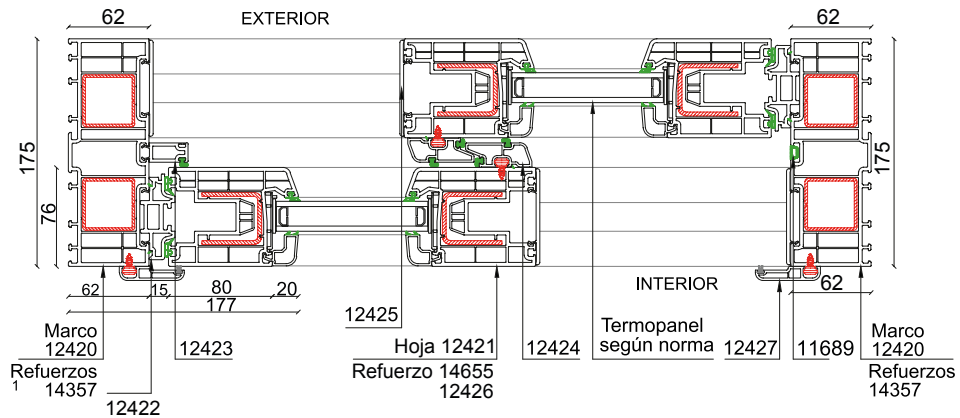 62
EXTERIOR
62
175
76
175
62
15
80
20
177
INTERIOR
62
Marco
12420
Refuerzos
1
14357
12422
12423
12425
Hoja 12421
Refuerzo 14655
12426
12424
Termopanel
según norma
12427
11689
Marco
12420
Refuerzos
14357